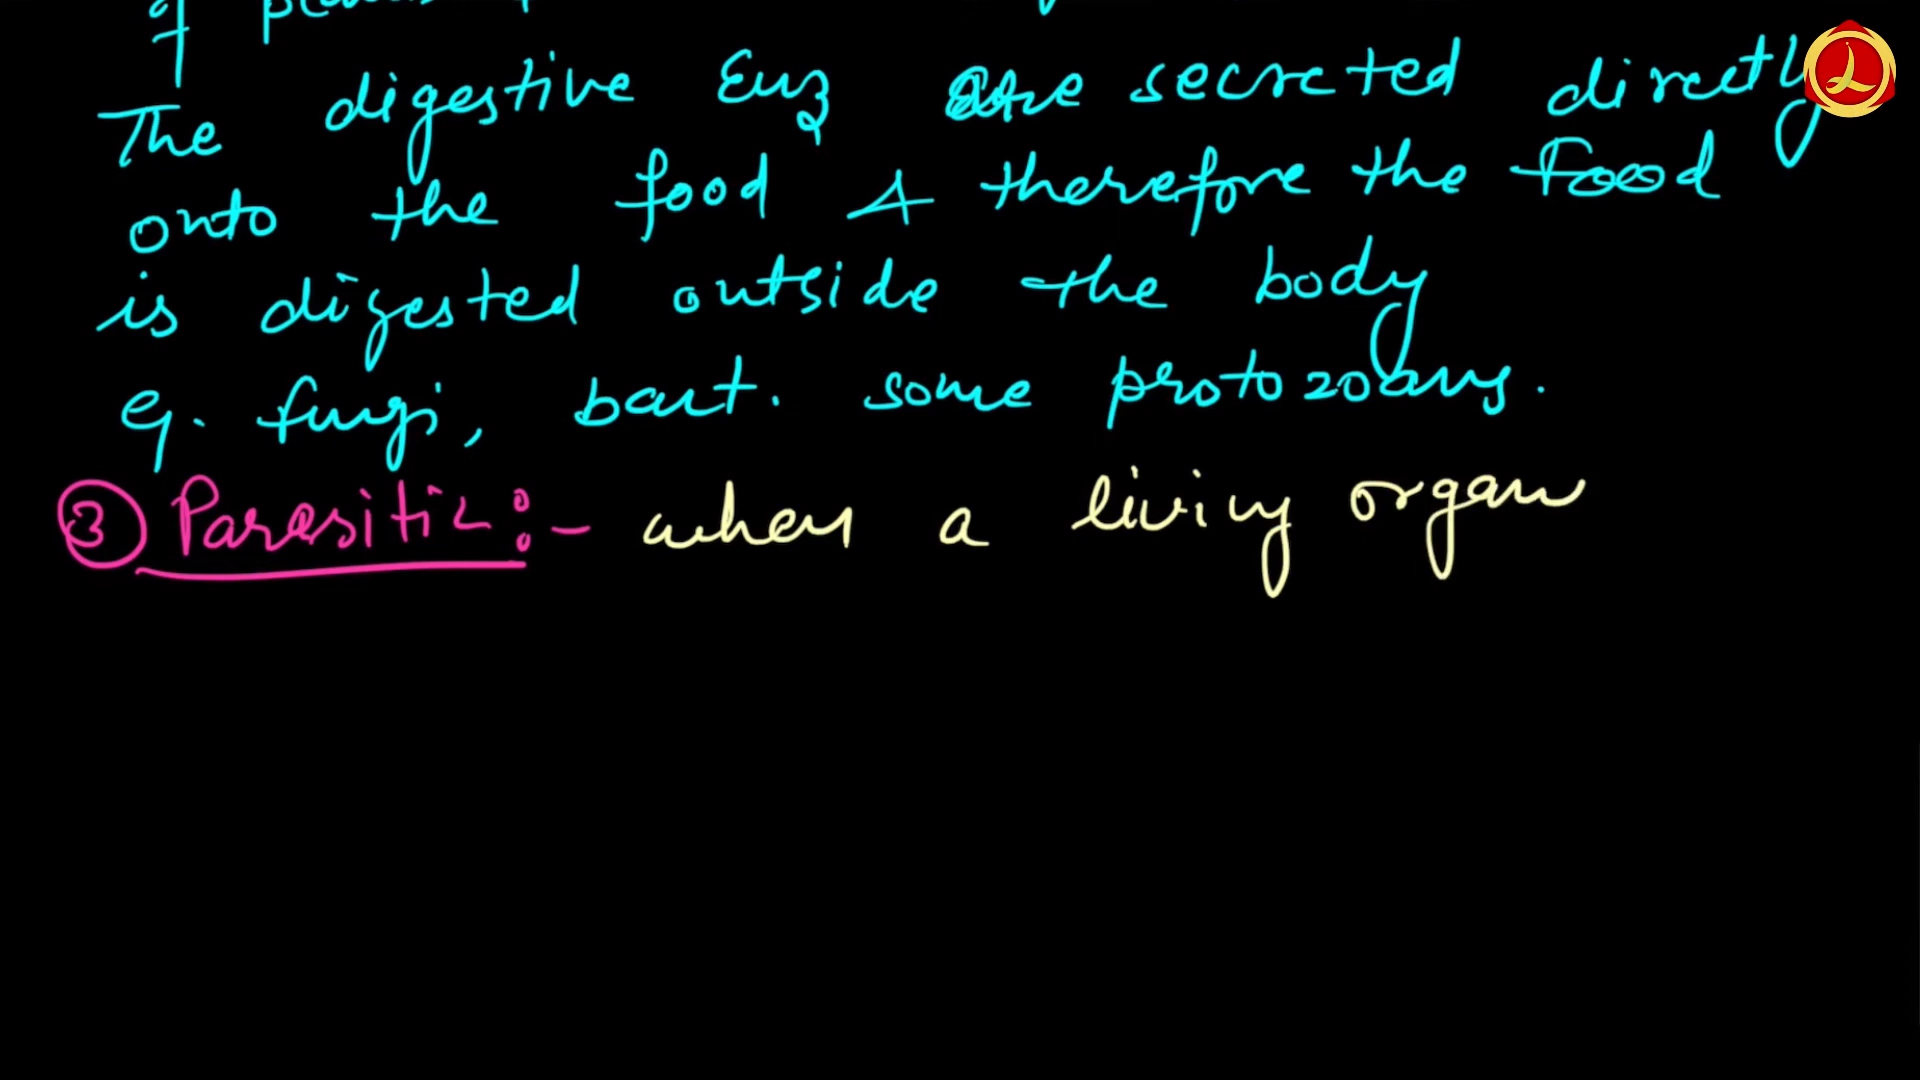 of
The digestive Enz are secreted directly
onto the food & therefore the food
is digested outside the body
eg. fungi, bact. some protozoans.
③ Parasitic :- when a living organ